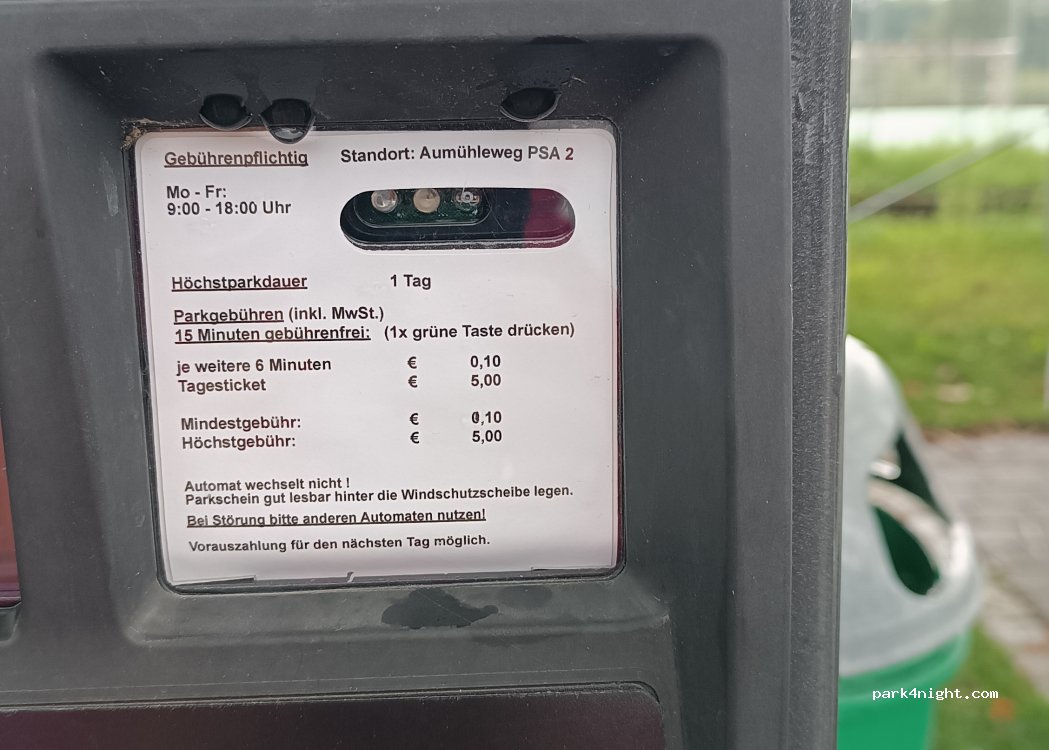 Gebührenpflichtig Standort: Aumühleweg PSA 2
Mo - Fr:
9:00 - 18:00 Uhr
Höchstparkdauer 1 Tag
Parkgebühren (inkl. MwSt.)
15 Minuten gebührenfrei: (1x grüne Taste drücken)
je weitere 6 Minuten € 0,10
Tagesticket € 5,00
Mindestgebühr: € 0,10
Höchstgebühr: € 5,00
Automat wechselt nicht !
Parkschein gut lesbar hinter die Windschutzscheibe legen.
Bei Störung bitte anderen Automaten nutzen!
Vorauszahlung für den nächsten Tag möglich.
park4night.com